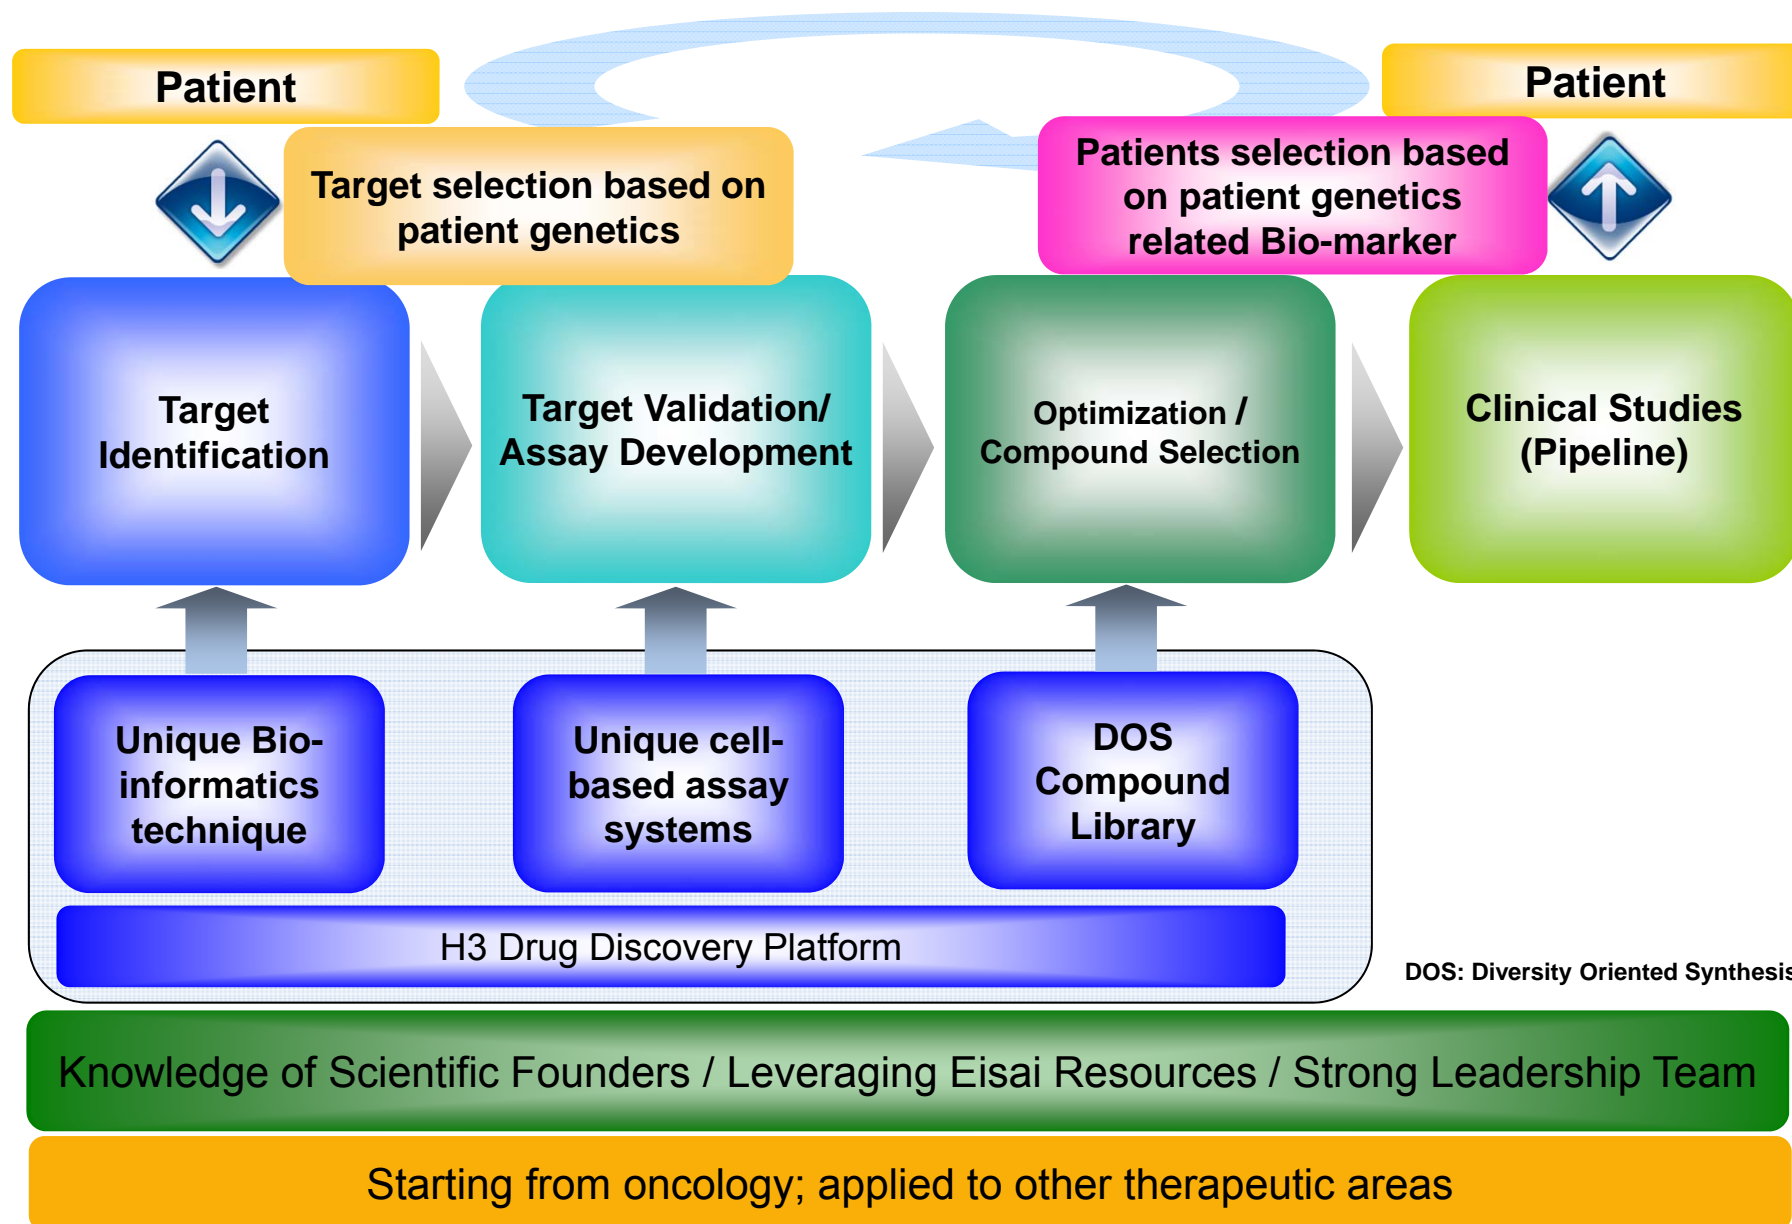 Patient
Patient
Target selection based on
patient genetics
Patients selection based
on patient genetics
related Bio-marker
Target
Identification
Target Validation/
Assay Development
Optimization /
Compound Selection
Clinical Studies
(Pipeline)
Unique Bio-
informatics
technique
Unique cell-
based assay
systems
DOS
Compound
Library
H3 Drug Discovery Platform
DOS: Diversity Oriented Synthesis
Knowledge of Scientific Founders / Leveraging Eisai Resources / Strong Leadership Team
Starting from oncology; applied to other therapeutic areas